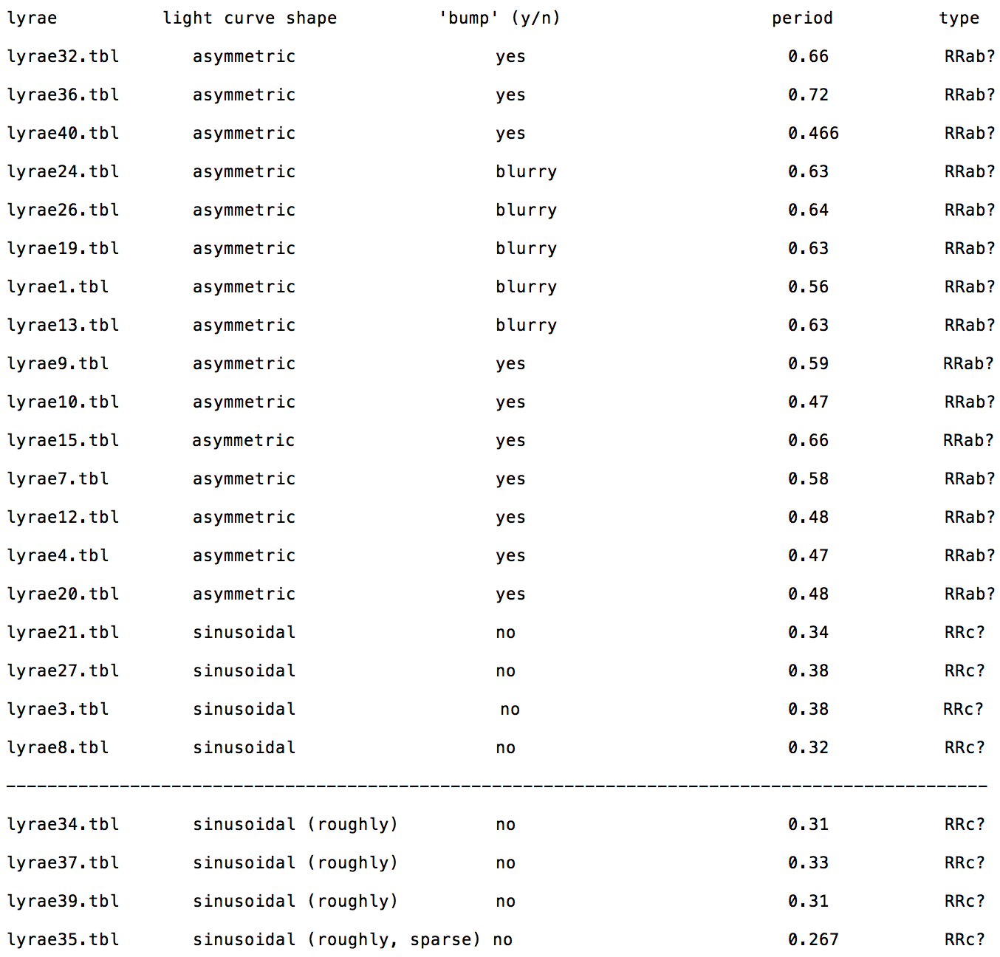 lyrae light curve shape 'bump' (y/n) period type
lyrae32.tbl asymmetric yes 0.66 RRab?
lyrae36.tbl asymmetric yes 0.72 RRab?
lyrae40.tbl asymmetric yes 0.466 RRab?
lyrae24.tbl asymmetric blurry 0.63 RRab?
lyrae26.tbl asymmetric blurry 0.64 RRab?
lyrae19.tbl asymmetric blurry 0.63 RRab?
lyrae1.tbl asymmetric blurry 0.56 RRab?
lyrae13.tbl asymmetric blurry 0.63 RRab?
lyrae9.tbl asymmetric yes 0.59 RRab?
lyrae10.tbl asymmetric yes 0.47 RRab?
lyrae15.tbl asymmetric yes 0.66 RRab?
lyrae7.tbl asymmetric yes 0.58 RRab?
lyrae12.tbl asymmetric yes 0.48 RRab?
lyrae4.tbl asymmetric yes 0.47 RRab?
lyrae20.tbl asymmetric yes 0.48 RRab?
lyrae21.tbl sinusoidal no 0.34 RRc?
lyrae27.tbl sinusoidal no 0.38 RRc?
lyrae3.tbl sinusoidal no 0.38 RRc?
lyrae8.tbl sinusoidal no 0.32 RRc?
------------------------------------------------------------------------------------------------
lyrae34.tbl sinusoidal (roughly) no 0.31 RRc?
lyrae37.tbl sinusoidal (roughly) no 0.33 RRc?
lyrae39.tbl sinusoidal (roughly) no 0.31 RRc?
lyrae35.tbl sinusoidal (roughly, sparse) no 0.267 RRc?